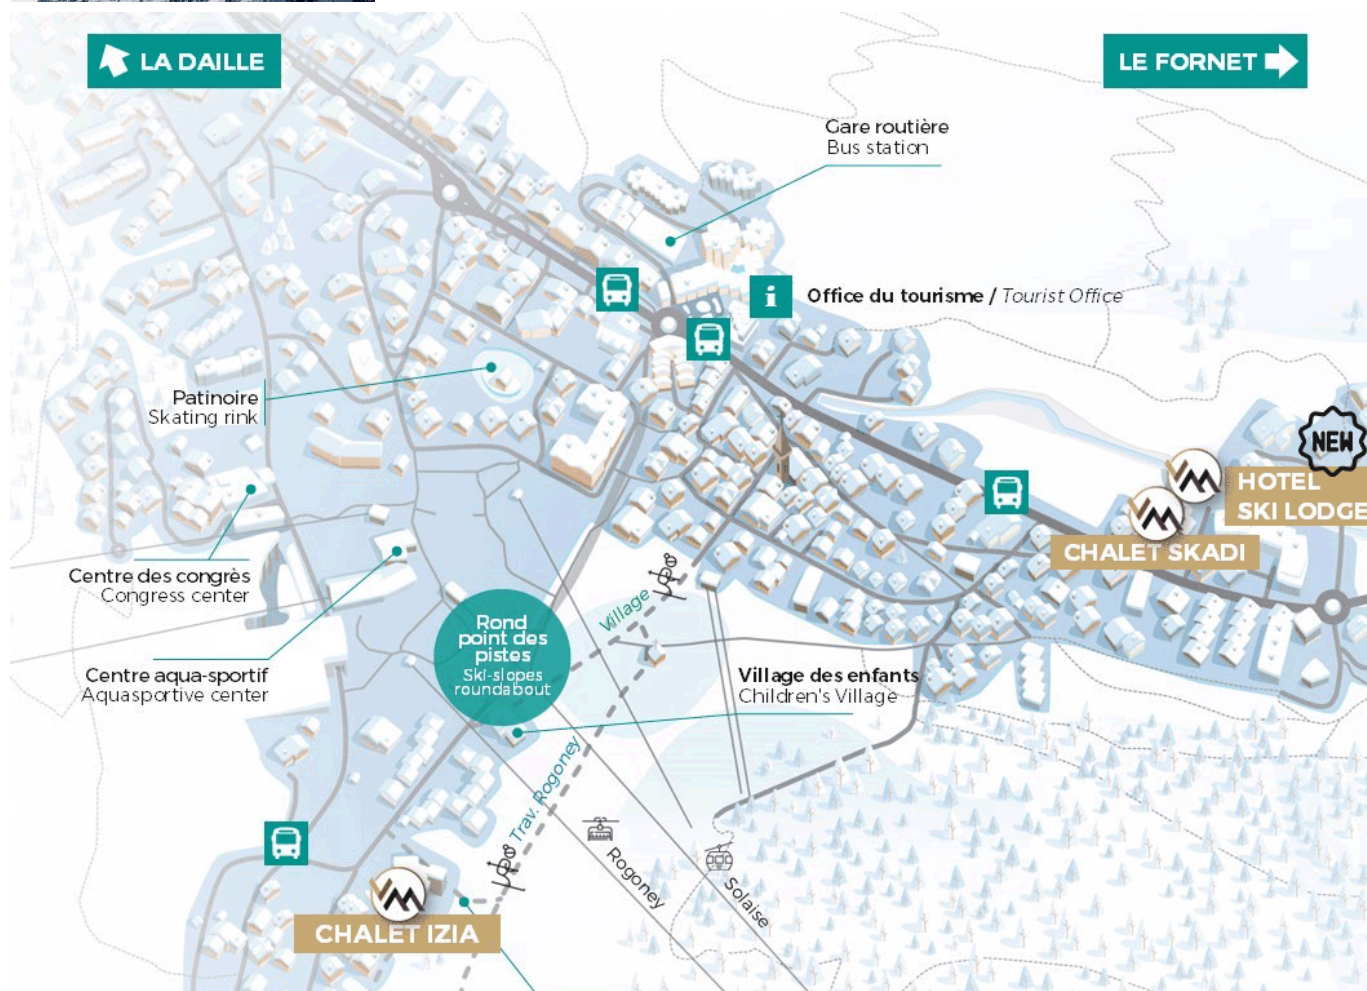 LA DAILLE
LE FORNET
Gare routière
Bus station
Office du tourisme / Tourist Office
Patinoire
Skating rink
NEW
HOTEL
SKI LODGE
CHALET SKADI
Centre des congrès
Congress center
Village
Rond
point des
pistes
Ski-slopes
roundabout
Centre aqua-sportif
Aquasportive center
Village des enfants
Children's Village
Trav. Rogoney
Rogoney
Solaise
CHALET IZIA